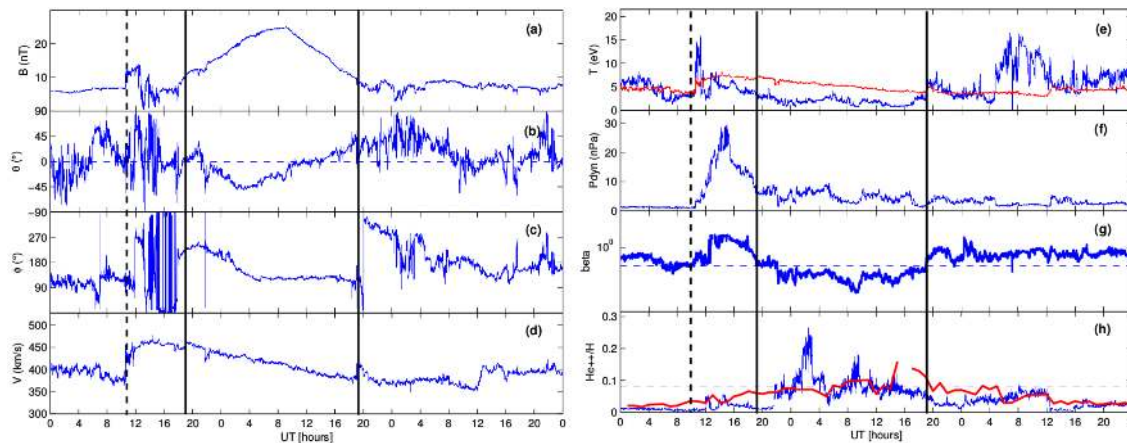 (a)
B (nT)
20
10
90
(b)
θ (°)
45
0
-45
-90
(c)
ϕ (°)
270
180
90
500
(d)
V (km/s)
450
400
350
300
0 4 8 12 16 20 0 4 8 12 16 20 0 4 8 12 16 20 0
UT [hours]
(e)
T (eV)
15
10
5
0
(f)
Pdyn (nPa)
30
20
10
0
(g)
beta
10⁰
(h)
He++/H
0.3
0.2
0.1
0
0 4 8 12 16 20 0 4 8 12 16 20 0 4 8 12 16 20 24
UT [hours]